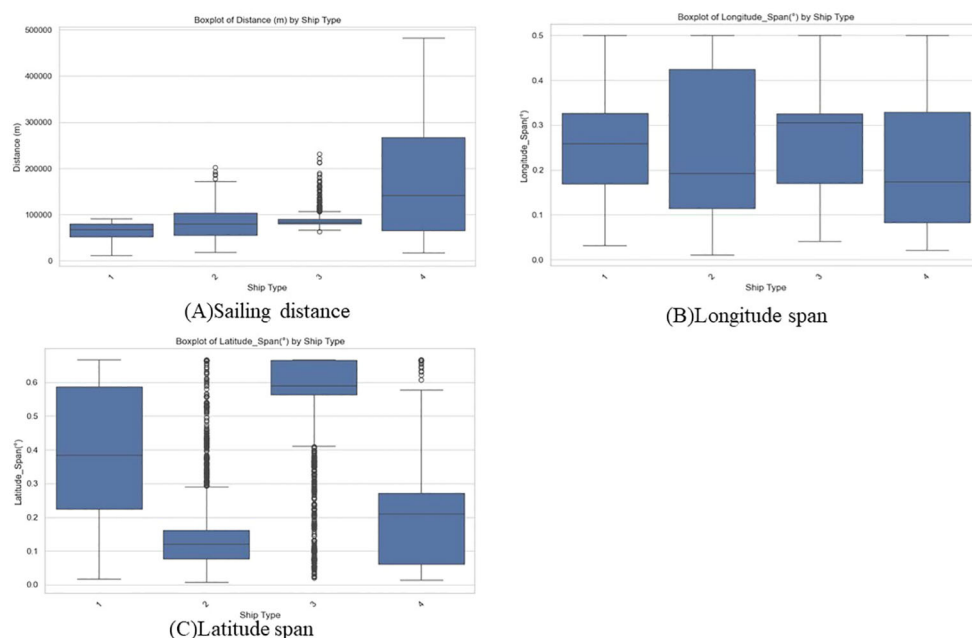 Boxplot of Distance (m) by Ship Type
500000
400000
300000
200000
100000
0
Distance (m)
1
2
3
4
Ship Type
(A)Sailing distance
Boxplot of Longitude_Span(°) by Ship Type
0.5
0.4
0.3
0.2
0.1
0.0
Longitude_Span(°)
1
2
3
4
Ship Type
(B)Longitude span
Boxplot of Latitude_Span(°) by Ship Type
0.6
0.5
0.4
0.3
0.2
0.1
0.0
Latitude_Span(°)
1
2
3
4
Ship Type
(C)Latitude span